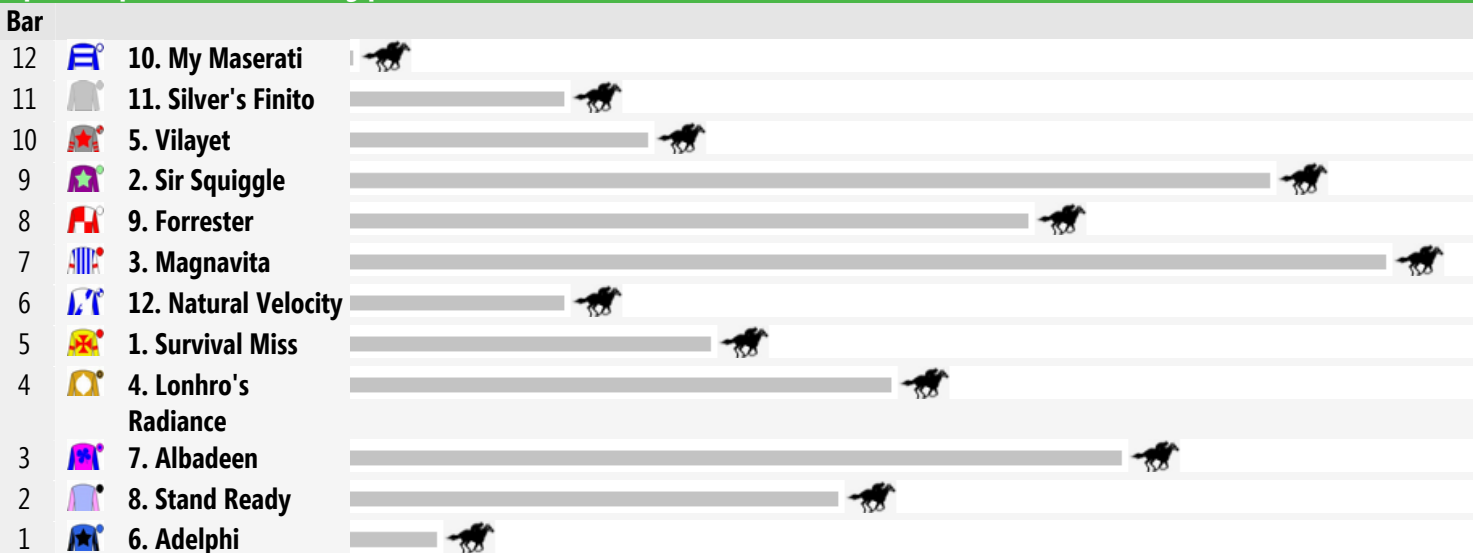 Bar
12 10. My Maserati
11 11. Silver's Finito
10 5. Vilayet
9 2. Sir Squiggle
8 9. Forrester
7 3. Magnavita
6 12. Natural Velocity
5 1. Survival Miss
4 4. Lonhro's
Radiance
3 7. Albadeen
2 8. Stand Ready
1 6. Adelphi